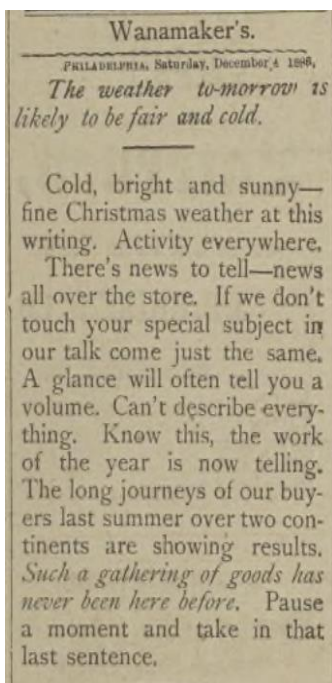 Wanamaker's.
PHILADELPHIA, Saturday, December 4 1886,
The weather to-morrow is
likely to be fair and cold.
Cold, bright and sunny—
fine Christmas weather at this
writing. Activity everywhere.
There's news to tell—news
all over the store. If we don't
touch your special subject in
our talk come just the same.
A glance will often tell you a
volume. Can't describe every-
thing. Know this, the work
of the year is now telling.
The long journeys of our buy-
ers last summer over two con-
tinents are showing results.
Such a gathering of goods has
never been here before. Pause
a moment and take in that
last sentence.